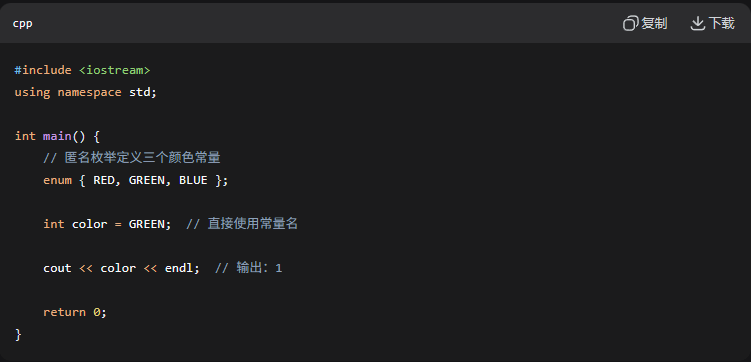 cpp
复制 下载
#include <iostream>
using namespace std;
int main() {
// 匿名枚举定义三个颜色常量
enum { RED, GREEN, BLUE };
int color = GREEN;  // 直接使用常量名
cout << color << endl;  // 输出：1
return 0;
}